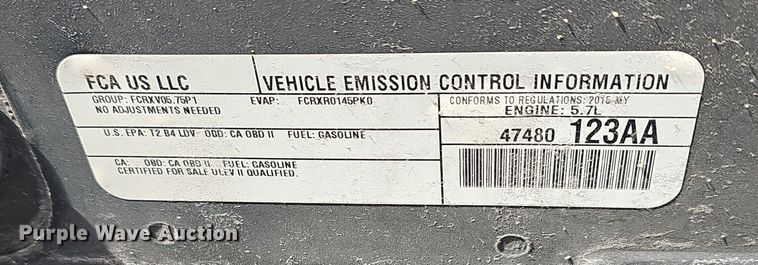 FCA US LLC
VEHICLE EMISSION CONTROL INFORMATION
GROUP: FCRXV05.75P1 EVAP: FCRXR0145PK0
NO ADJUSTMENTS NEEDED
CONFORMS TO REGULATIONS: 2015 MY
ENGINE: 5.7L
U.S. EPA: T2 B4 LDV OBD: CA OBD II FUEL: GASOLINE
47480 123AA
CA: OBD: CA OBD II FUEL: GASOLINE
CERTIFIED FOR SALE ULEV II QUALIFIED.
Purple Wave Auction